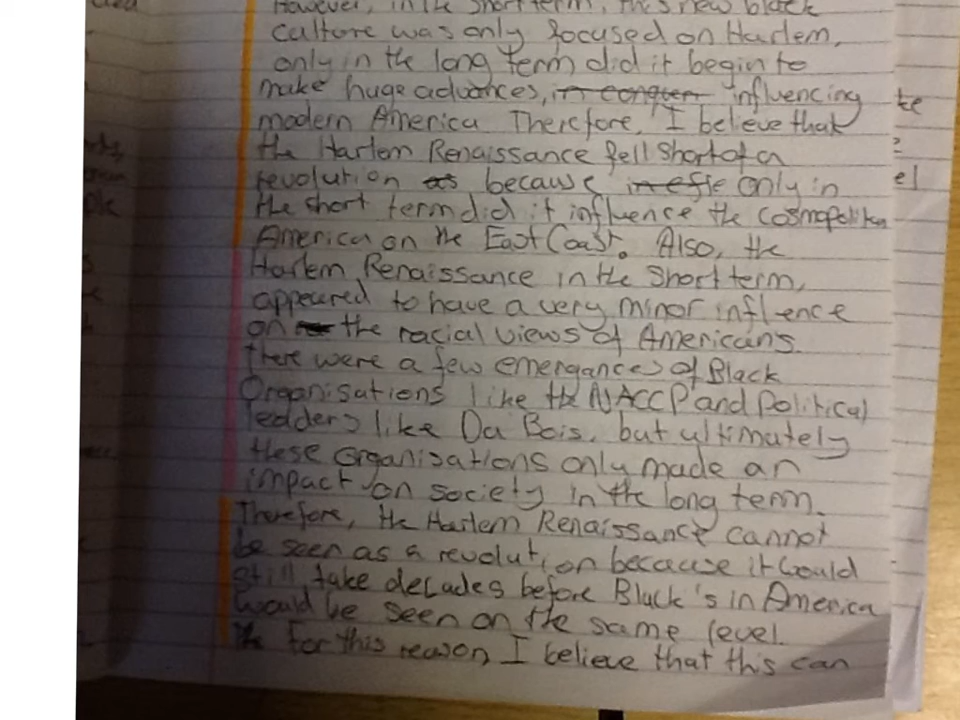 However, in the short term, this new black
culture was only focused on Harlem,
only in the long term did it begin to
make huge advances, in conquer influencing
modern America Therefore, I believe that
the Harlem Renaissance fell short of a
revolution as because in effe only in
the short term did it influence the cosmopolitan
America on the East Coast. Also, the
Harlem Renaissance in the short term,
appeared to have a very minor influence
on the racial views of Americans.
There were a few emergances of Black
Organisations like the NACCP and political
leaders like Da Bois, but ultimately
these organisations only made an
impact on society in the long term.
Therefore, the Harlem Renaissance cannot
be seen as a revolution because it would
still take decades before Black's in America
would be seen on the same level.
The for this reason, I believe that this can
te
?
el